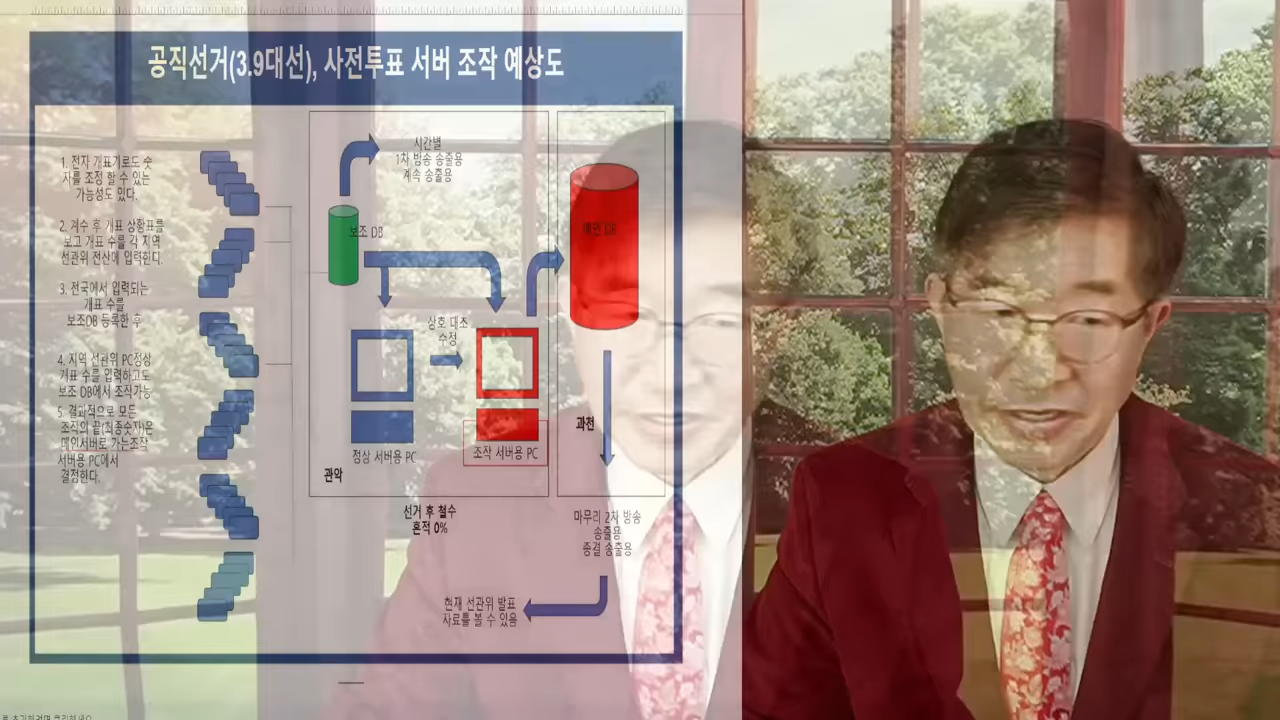 공직선거(3.9대선), 사전투표 서버 조작 예상도
1. 전자 개표기로도 숫
자를 조정 할 수 있는
가능성도 있다.
2. 계수 후 개표 상황표를
보고 개표 수를 각 지역
선관위 전산에 입력한다.
3. 전국에서 입력되는
개표 수를
보조DB 등록한 후
4. 지역 선관위 PC정상
개표 수를 입력하고도
보조 DB에서 조작가능
5. 결과적으로 모든
조직의 끝(최종숫자)은
메인서버로 가는조작
서버용 PC에서
결정한다.
시간별
1차 방송 송출용
계속 송출용
보조 DB
메인 DB
상호 대조
수정
정상 서버용 PC
조작 서버용 PC
관악
과천
선거 후 철수
흔적 0%
마무리 2차 방송
송출용
종결 송출용
현재 선관위 발표
자료를 볼 수 있음